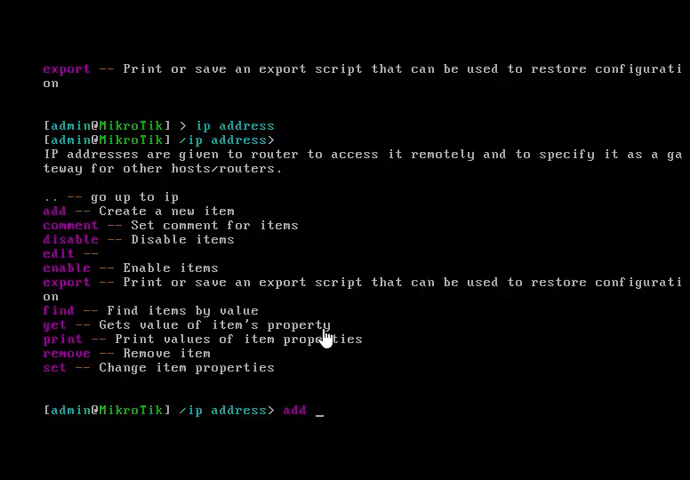 export -- Print or save an export script that can be used to restore configurati
on
[admin@MikroTik] > ip address
[admin@MikroTik] /ip address>
IP addresses are given to router to access it remotely and to specify it as a ga
teway for other hosts/routers.
.. -- go up to ip
add -- Create a new item
comment -- Set comment for items
disable -- Disable items
edit --
enable -- Enable items
export -- Print or save an export script that can be used to restore configurati
on
find -- Find items by value
get -- Gets value of item's property
print -- Print values of item properties
remove -- Remove item
set -- Change item properties
[admin@MikroTik] /ip address> add _